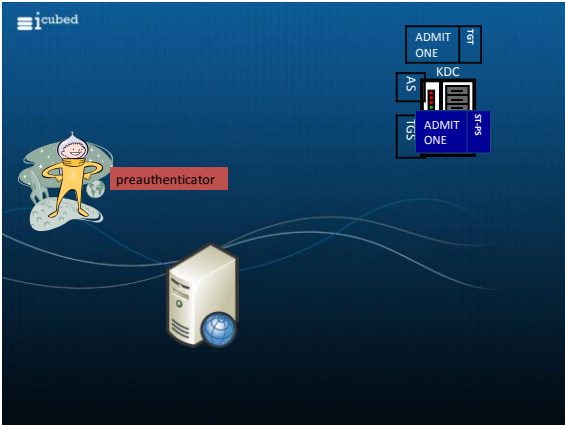 icubed
ADMIT
ONE
TGT
KDC
AS
TGS
ADMIT
ONE
ST-PS
preauthenticator